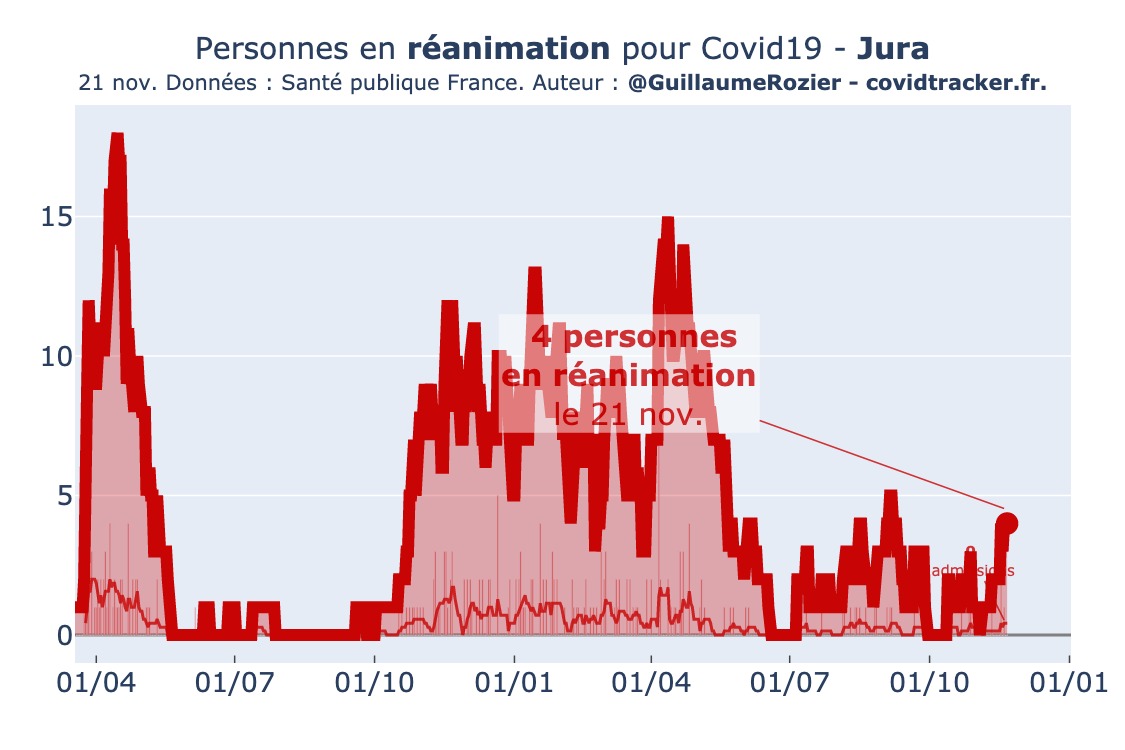 Personnes en réanimation pour Covid19 - Jura
21 nov. Données : Santé publique France. Auteur : @GuillaumeRozier - covidtracker.fr.
15
10
5
0
4 personnes
en réanimation
le 21 nov.
admissions
01/04
01/07
01/10
01/01
01/04
01/07
01/10
01/01